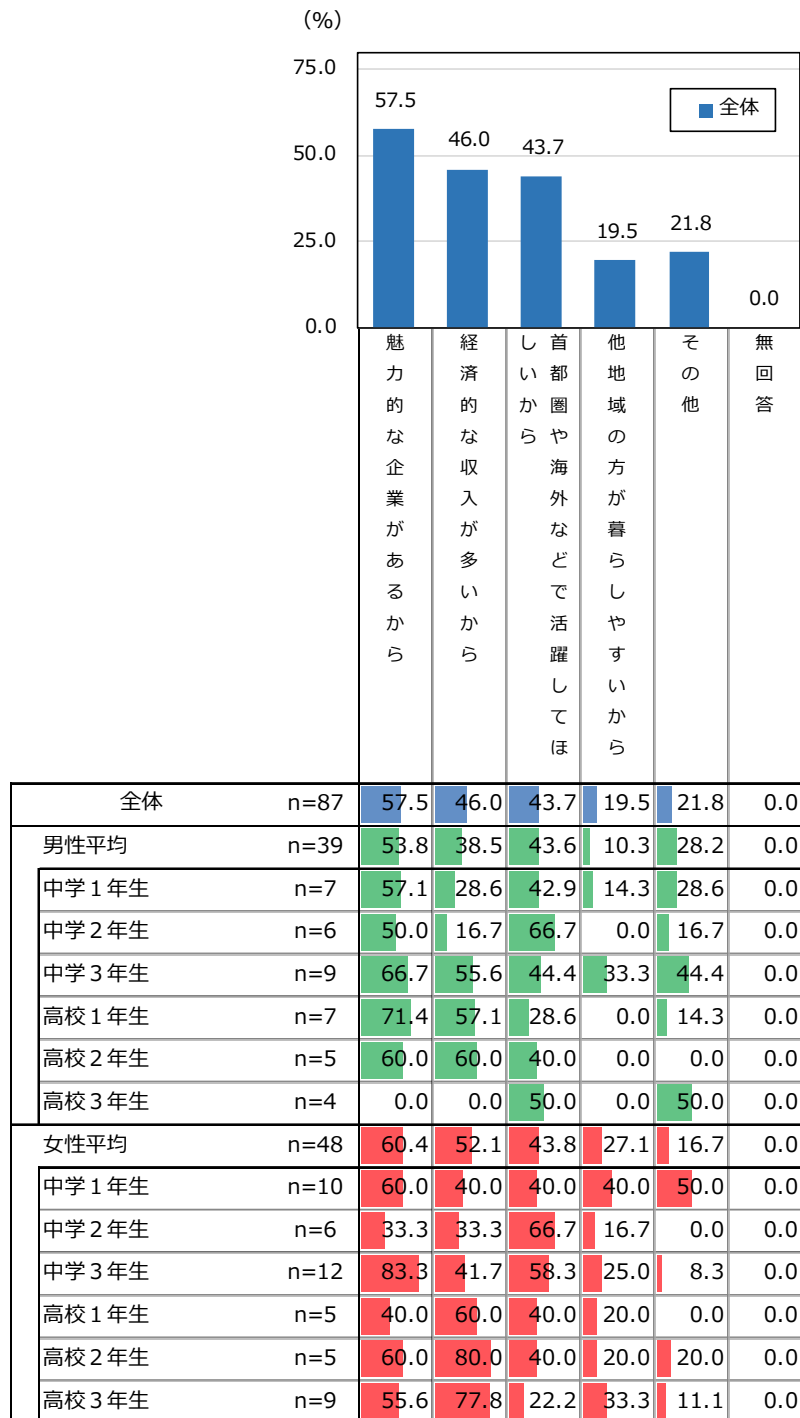 （%）
75.0
50.0
25.0
0.0
全体
57.5
46.0
43.7
19.5
21.8
0.0
魅力的な企業があるから
経済的な収入が多いから
首都圏や海外などで活躍してほ
しいから
他地域の方が暮らしやすいから
その他
無回答
全体 n=87 57.5 46.0 43.7 19.5 21.8 0.0
男性平均 n=39 53.8 38.5 43.6 10.3 28.2 0.0
中学１年生 n=7 57.1 28.6 42.9 14.3 28.6 0.0
中学２年生 n=6 50.0 16.7 66.7 0.0 16.7 0.0
中学３年生 n=9 66.7 55.6 44.4 33.3 44.4 0.0
高校１年生 n=7 71.4 57.1 28.6 0.0 14.3 0.0
高校２年生 n=5 60.0 60.0 40.0 0.0 0.0 0.0
高校３年生 n=4 0.0 0.0 50.0 0.0 50.0 0.0
女性平均 n=48 60.4 52.1 43.8 27.1 16.7 0.0
中学１年生 n=10 60.0 40.0 40.0 40.0 50.0 0.0
中学２年生 n=6 33.3 33.3 66.7 16.7 0.0 0.0
中学３年生 n=12 83.3 41.7 58.3 25.0 8.3 0.0
高校１年生 n=5 40.0 60.0 40.0 20.0 0.0 0.0
高校２年生 n=5 60.0 80.0 40.0 20.0 20.0 0.0
高校３年生 n=9 55.6 77.8 22.2 33.3 11.1 0.0